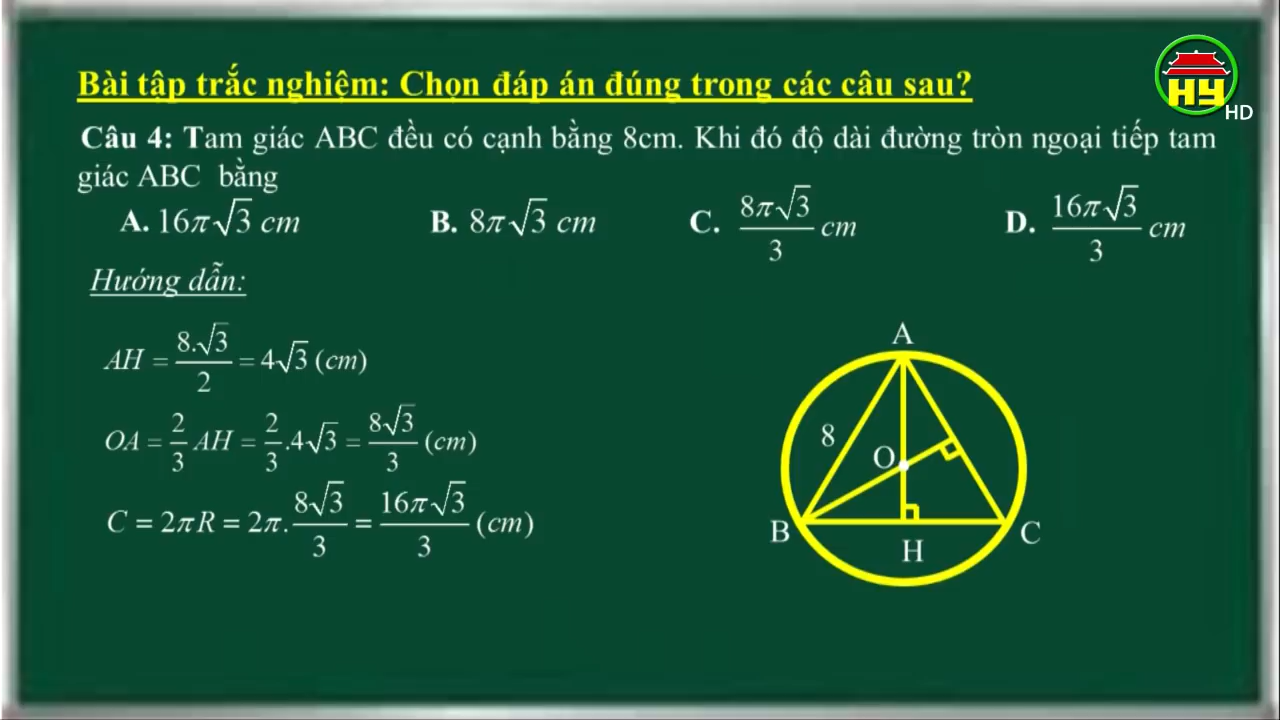 Bài tập trắc nghiệm: Chọn đáp án đúng trong các câu sau?
HY
HD
Câu 4: Tam giác ABC đều có cạnh bằng 8cm. Khi đó độ dài đường tròn ngoại tiếp tam
giác ABC bằng
A. 16π√3 cm B. 8π√3 cm C. 8π√3/3 cm D. 16π√3/3 cm
Hướng dẫn:
AH = 8.√3/2 = 4√3 (cm)
OA = 2/3 AH = 2/3 .4√3 = 8√3/3 (cm)
C = 2πR = 2π. 8√3/3 = 16π√3/3 (cm)
A
8
O
B
H
C